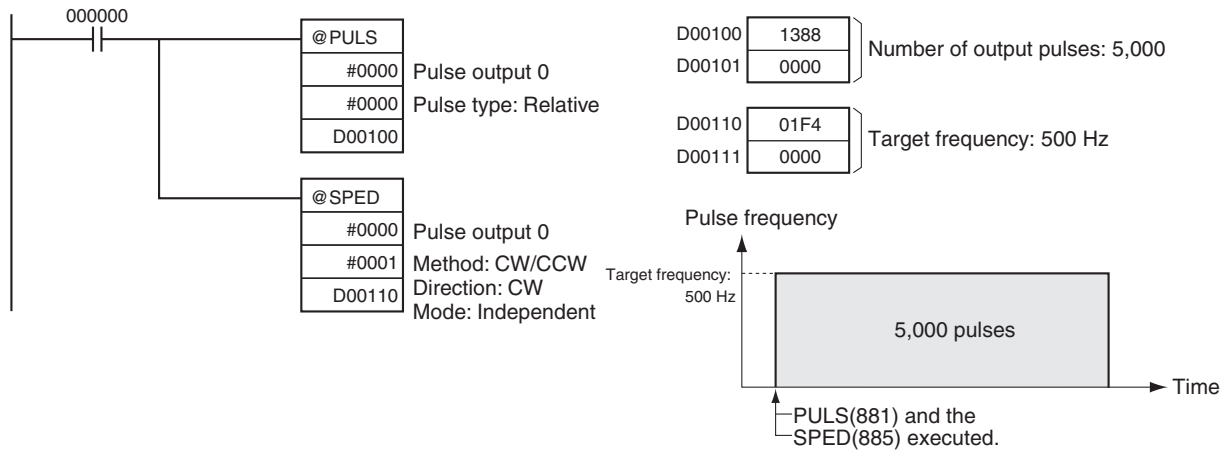 000000
@PULS
#0000 Pulse output 0
#0000 Pulse type: Relative
D00100
@SPED
#0000 Pulse output 0
#0001 Method: CW/CCW
Direction: CW
D00110
Mode: Independent
D00100 1388
D00101 0000
Number of output pulses: 5,000
D00110 01F4
D00111 0000
Target frequency: 500 Hz
Pulse frequency
Target frequency:
500 Hz
5,000 pulses
Time
PULS(881) and the
SPED(885) executed.